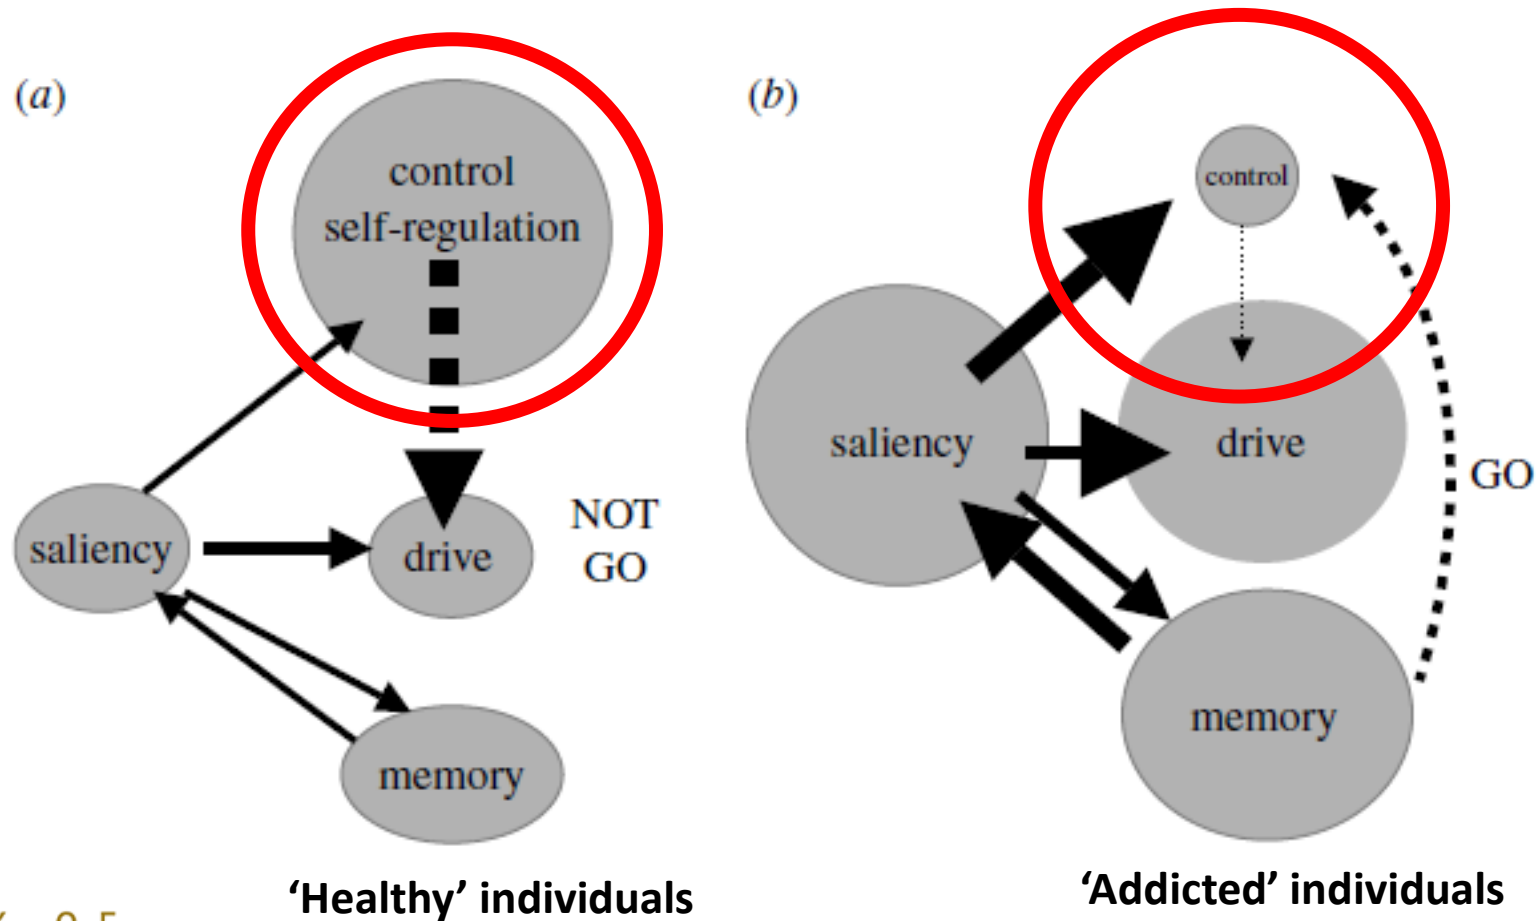 (a)
control
self-regulation
saliency
drive
NOT
GO
memory
'Healthy' individuals
(b)
control
saliency
drive
GO
memory
'Addicted' individuals